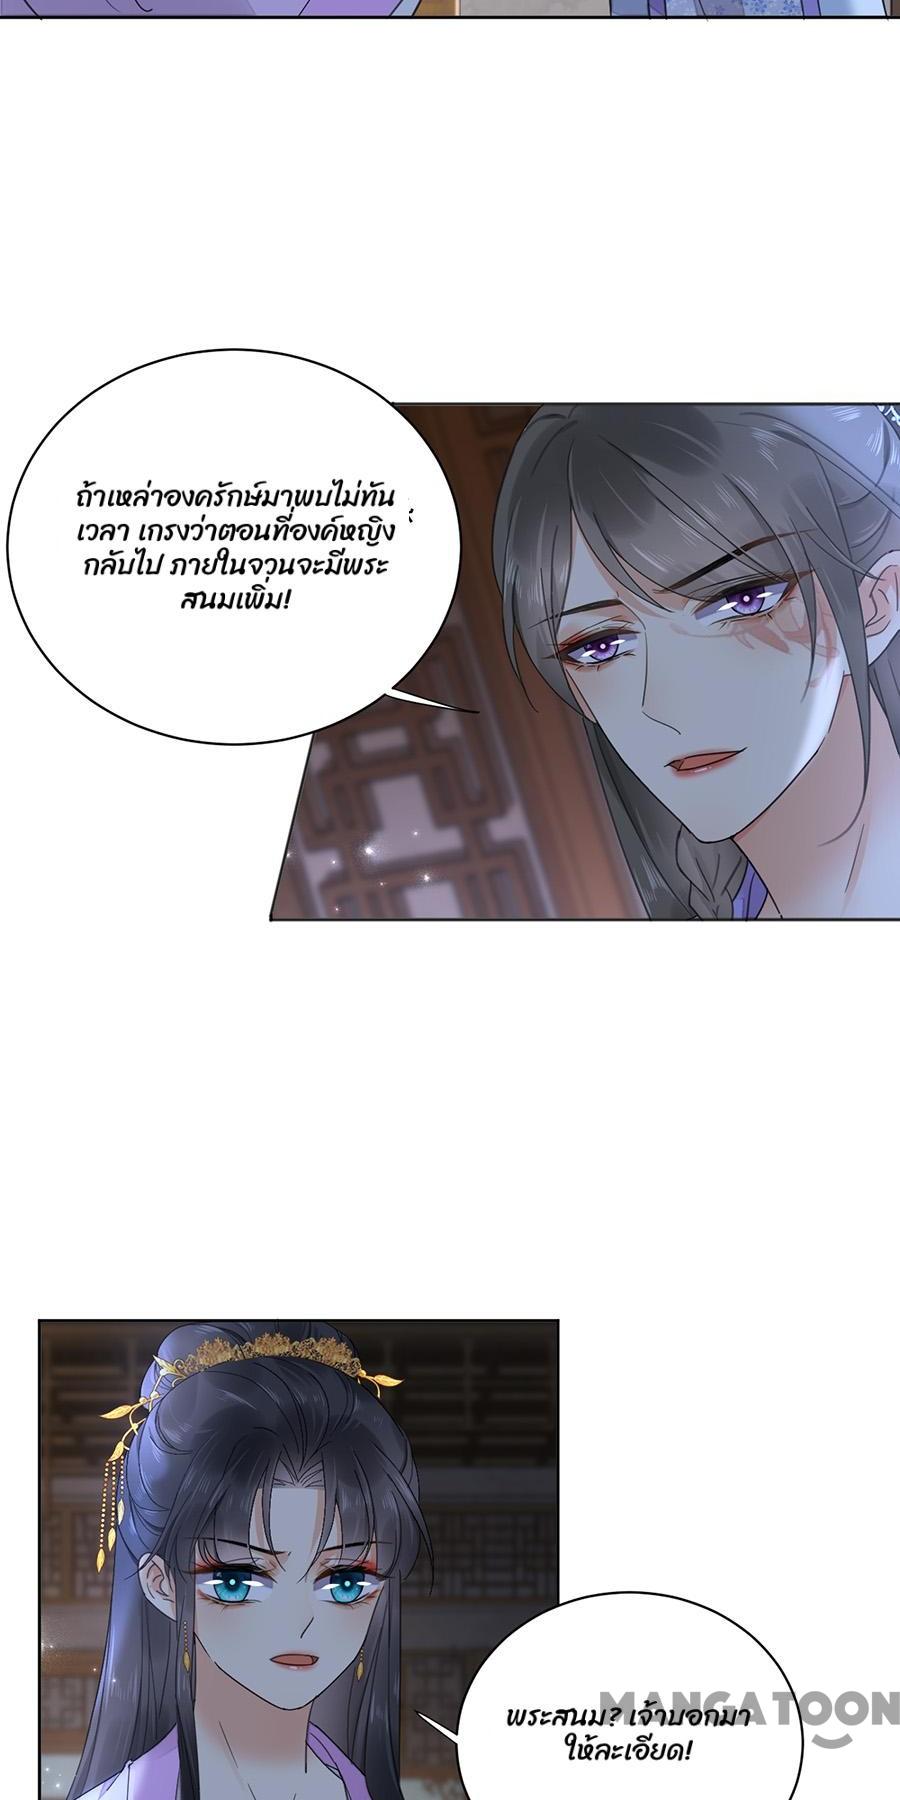 ถ้าเหล่าองครักษ์มาพบไม่ทัน
เวลา เกรงว่าตอนที่องค์หญิง
กลับไป ภายในจวนจะมีพระ
สนมเพิ่ม!
พระสนม? เจ้าบอกมา
ให้ละเอียด!
MANGATOON